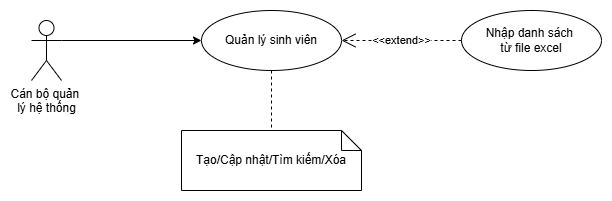 Quản lý sinh viên
<<extend>>
Nhập danh sách
từ file excel
Cán bộ quản
lý hệ thống
Tạo/Cập nhật/Tìm kiếm/Xóa